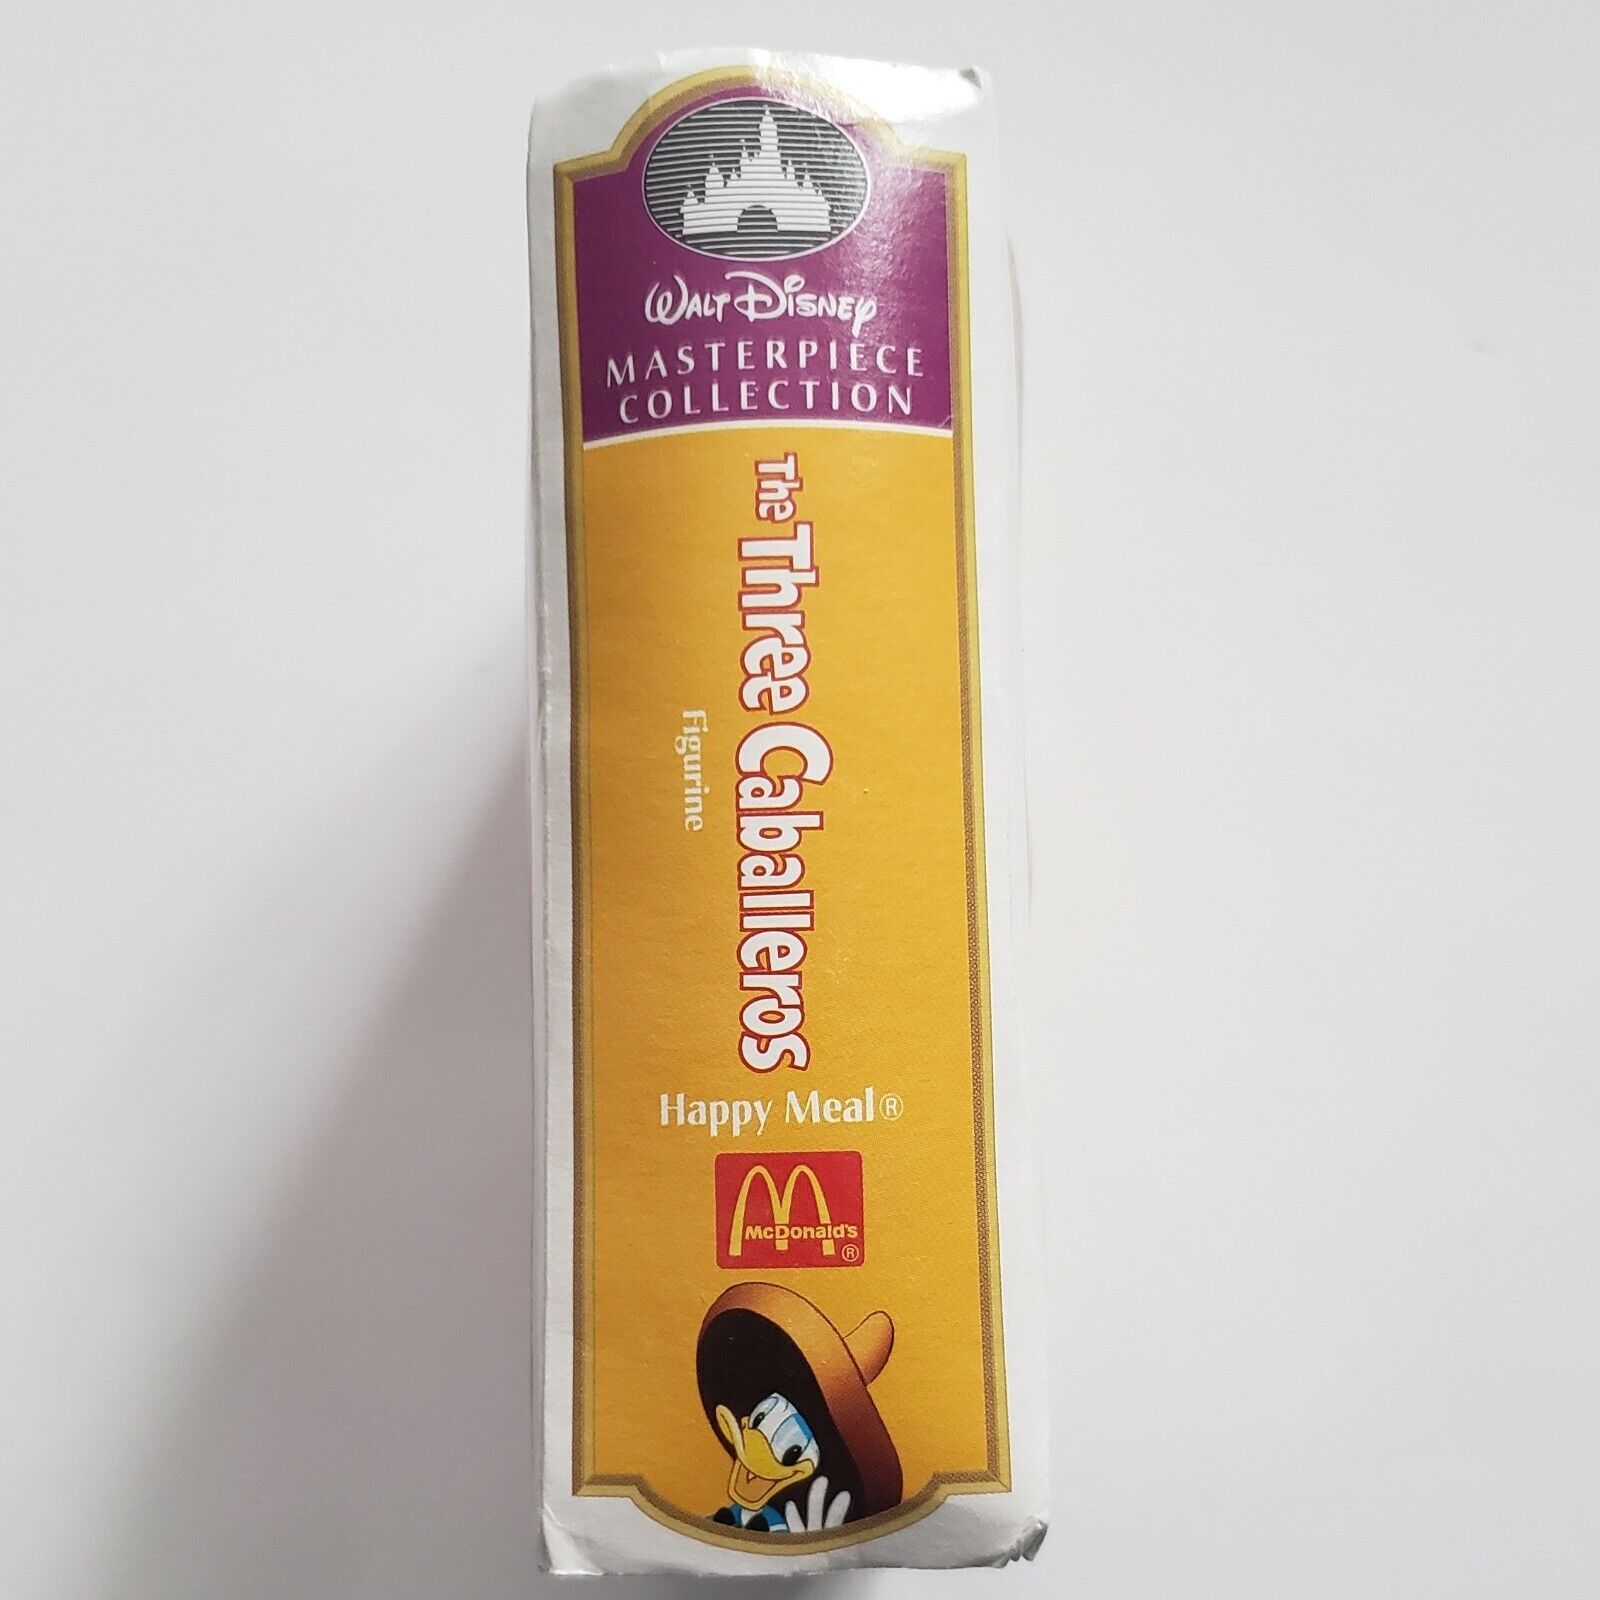 WALT DISNEY
MASTERPIECE
COLLECTION
The Three Caballeros
Figurine
Happy Meal®
McDonald's
®